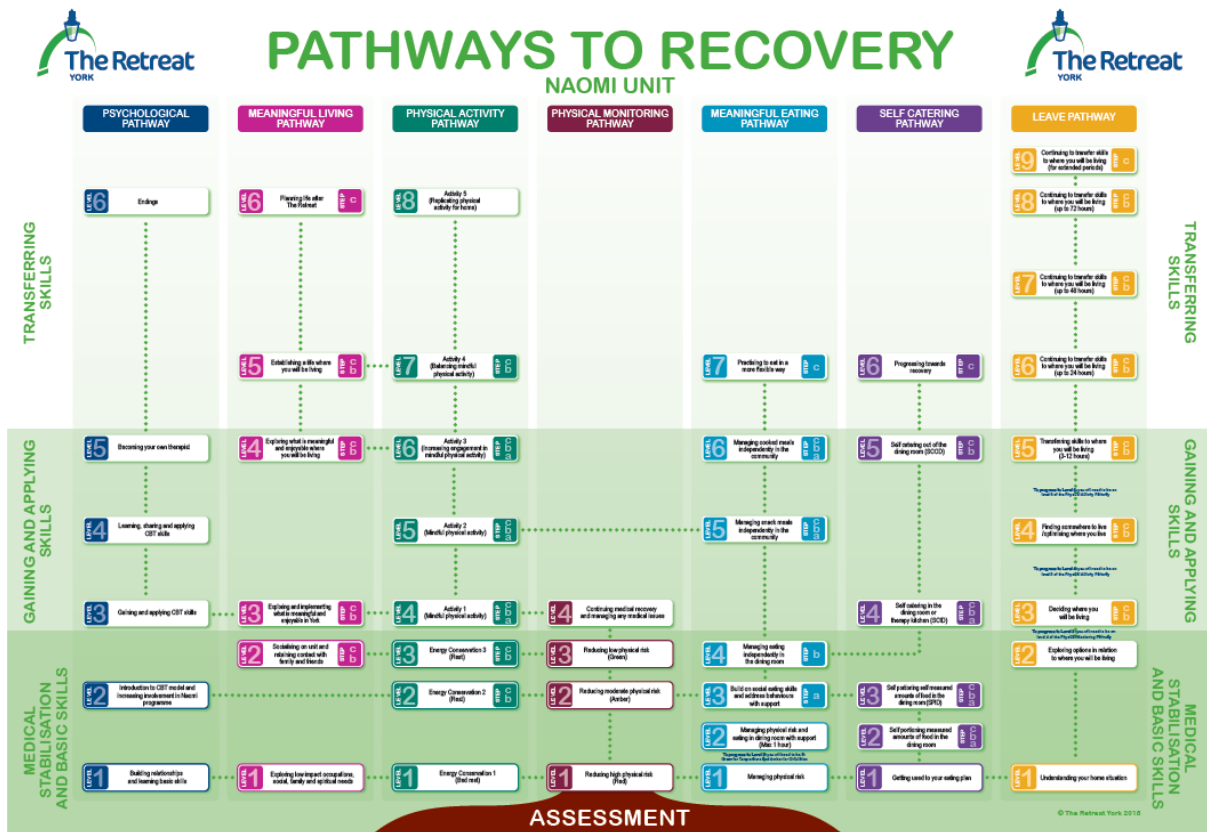 The Retreat
YORK
PATHWAYS TO RECOVERY
NAOMI UNIT
The Retreat
YORK
PSYCHOLOGICAL
PATHWAY
MEANINGFUL LIVING
PATHWAY
PHYSICAL ACTIVITY
PATHWAY
PHYSICAL MONITORING
PATHWAY
MEANINGFUL EATING
PATHWAY
SELF CATERING
PATHWAY
LEAVE PATHWAY
TRANSFERRING
SKILLS
GAINING AND APPLYING
SKILLS
MEDICAL
STABILISATION
AND BASIC SKILLS
LEVEL 6
Endings
LEVEL 5
Becoming your own therapist
LEVEL 4
Learning, sharing and applying
CBT skills
LEVEL 3
Gaining and applying CBT skills
LEVEL 2
Introduction to CBT model and
increasing involvement in Naomi
programme
LEVEL 1
Building relationships
and learning basic skills
LEVEL 6
Planning life after
The Retreat
STEP c
LEVEL 5
Establishing a life where
you will be living
STEP c b
LEVEL 4
Exploring what is meaningful
and enjoyable where
you will be living
STEP c b
LEVEL 3
Exploring and implementing
what is meaningful and
enjoyable in York
STEP c b
LEVEL 2
Socialising on unit and
retaining contact with
family and friends
STEP c b
LEVEL 1
Exploring low impact occupations,
social, family and spiritual needs
LEVEL 8
Activity 5
(Replicating physical
activity for home)
LEVEL 7
Activity 4
(Balancing mindful
physical activity)
STEP c b
LEVEL 6
Activity 3
(Increasing engagement in
mindful physical activity)
STEP c b a
LEVEL 5
Activity 2
(Mindful physical activity)
STEP c b a
LEVEL 4
Activity 1
(Mindful physical activity)
STEP c b a
LEVEL 3
Energy Conservation 3
(Rest)
STEP c b
LEVEL 2
Energy Conservation 2
(Rest)
STEP c b
LEVEL 1
Energy Conservation 1
(Bed rest)
LEVEL 4
Continuing medical recovery
and managing any medical issues
LEVEL 3
Reducing low physical risk
(Green)
LEVEL 2
Reducing moderate physical risk
(Amber)
LEVEL 1
Reducing high physical risk
(Red)
LEVEL 7
Practising to eat in a
more flexible way
STEP c
LEVEL 6
Managing cooked meals
independently in the
community
STEP c b a
LEVEL 5
Managing snack meals
independently in the
community
STEP c b a
LEVEL 4
Managing eating
independently in
the dining room
STEP b
LEVEL 3
Build on social eating skills
and address behaviours
with support
STEP a
LEVEL 2
Managing physical risk and
eating in dining room with support
(Max 1 hour)
LEVEL 1
Managing physical risk
LEVEL 6
Progressing towards
recovery
STEP c
LEVEL 5
Self catering out of the
dining room (SCOD)
STEP c b
LEVEL 4
Self catering in the
dining room or
therapy kitchen (SCID)
STEP c b a
LEVEL 3
Self portioning self measured
amounts of food in the
dining room (SPID)
STEP c b a
LEVEL 2
Self portioning measured
amounts of food in the
dining room
STEP c b a
LEVEL 1
Getting used to your eating plan
LEVEL 9
Continuing to transfer skills
to where you will be living
(for extended periods)
STEP c
LEVEL 8
Continuing to transfer skills
to where you will be living
(up to 72 hours)
STEP c b
LEVEL 7
Continuing to transfer skills
to where you will be living
(up to 48 hours)
STEP c b
LEVEL 6
Continuing to transfer skills
to where you will be living
(up to 24 hours)
STEP c b
LEVEL 5
Transferring skills to where
you will be living
(3-12 hours)
STEP c b
LEVEL 4
Finding somewhere to live
/optimising where you live
STEP c b
LEVEL 3
Deciding where you
will be living
STEP c b
LEVEL 2
Exploring options in relation
to where you will be living
LEVEL 1
Understanding your home situation
TRANSFERRING
SKILLS
GAINING AND APPLYING
SKILLS
MEDICAL
STABILISATION
AND BASIC SKILLS
ASSESSMENT
© The Retreat York 2015